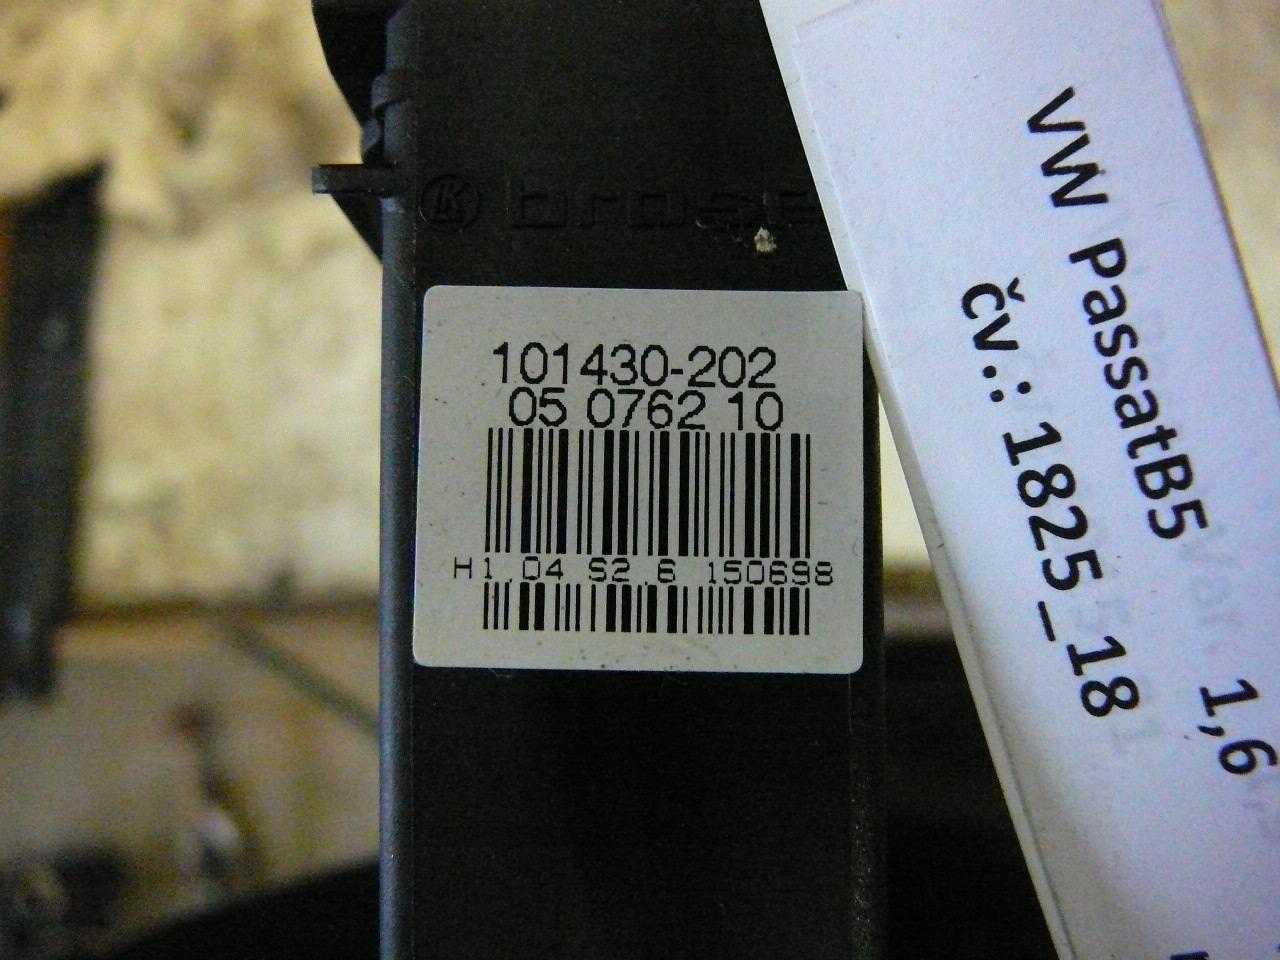 brose
101430-202
05 0762 10
H1.04 S2.6 150698
VW PassatB5 1,6
čv.:1825_18